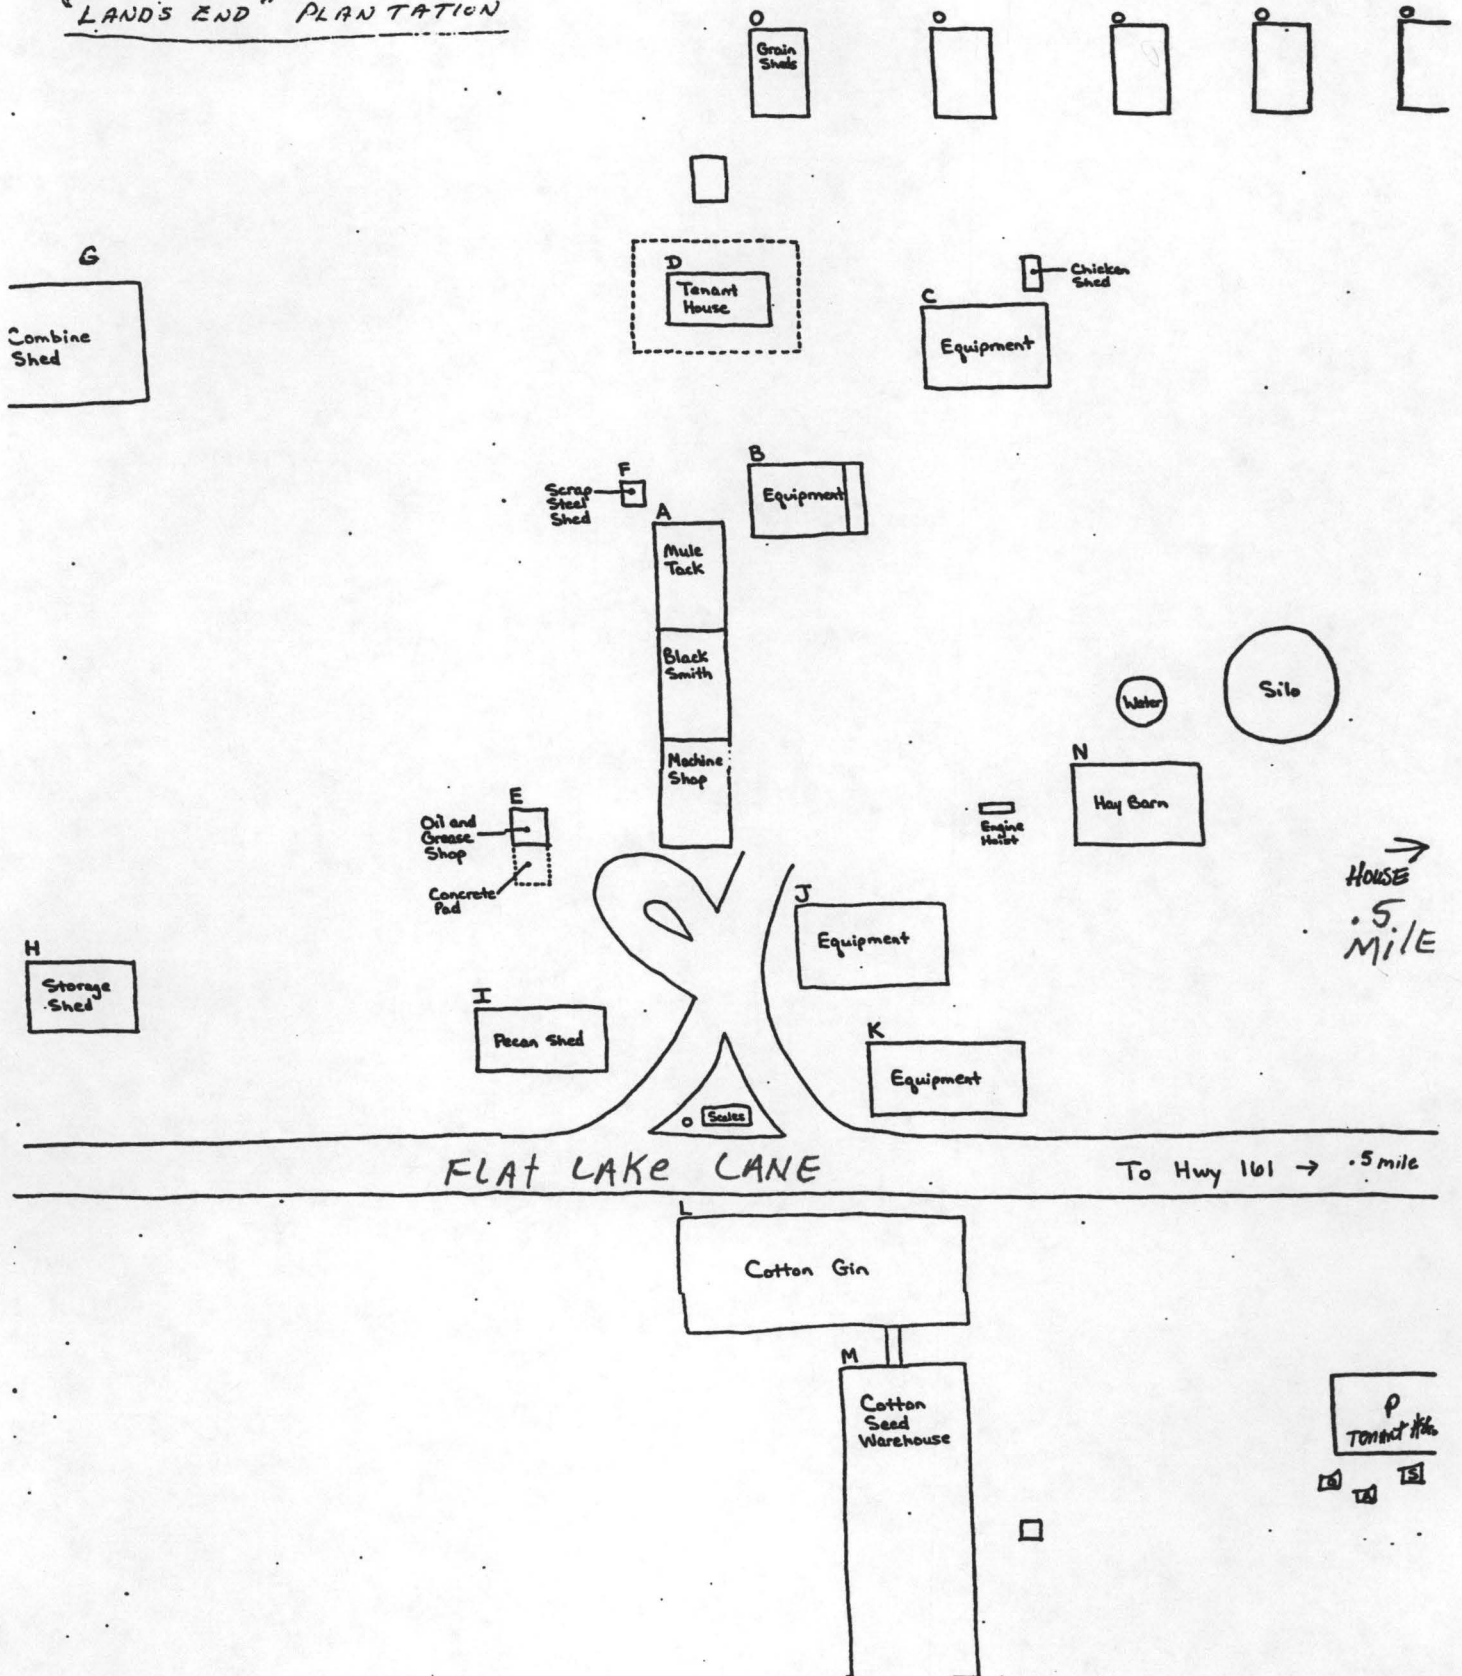 "LAND'S END" PLANTATION
O
O
O
O
O
Grain
Sheds
G
Combine
Shed
D
Tenant
House
Chicken
Shed
C
Equipment
B
Equipment
F
Scrap
Steel
Shed
A
Mule
Tack
Black
Smith
Machine
Shop
Water
Silo
N
Hay Barn
Engine
Hoist
E
Oil and
Grease
Shop
Concrete
Pad
HOUSE
.5
MILE
J
Equipment
H
Storage
Shed
I
Pecan Shed
K
Equipment
Scales
FLAt LAKe LANE
To Hwy 161 → .5 mile
L
Cotton Gin
M
Cotton
Seed
Warehouse
P
Tenant
S